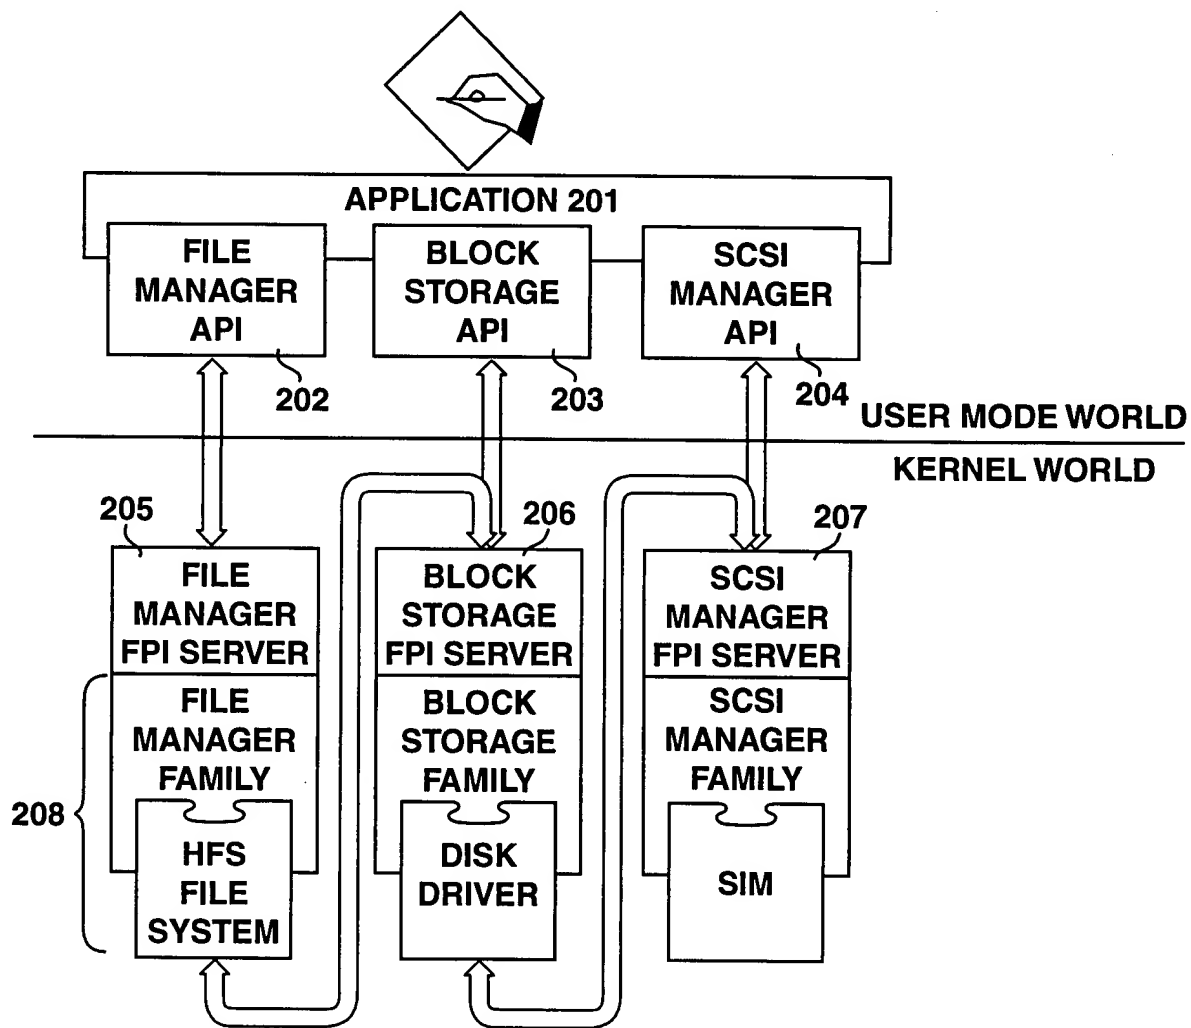 APPLICATION 201
FILE
MANAGER
API
BLOCK
STORAGE
API
SCSI
MANAGER
API
202
203
204
USER MODE WORLD
KERNEL WORLD
205
206
207
FILE
MANAGER
FPI SERVER
BLOCK
STORAGE
FPI SERVER
SCSI
MANAGER
FPI SERVER
FILE
MANAGER
FAMILY
BLOCK
STORAGE
FAMILY
SCSI
MANAGER
FAMILY
208
HFS
FILE
SYSTEM
DISK
DRIVER
SIM